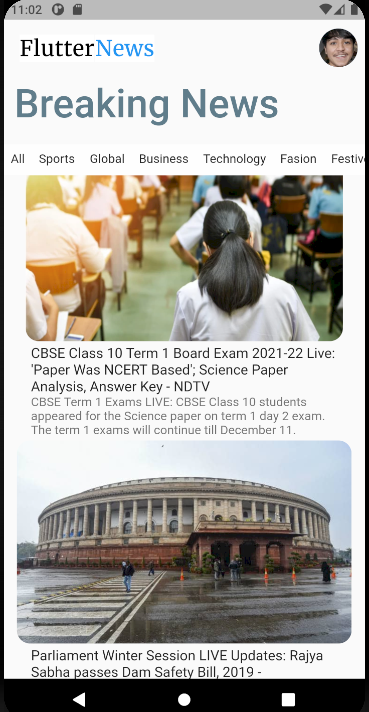 11:02
FlutterNews
Breaking News
All Sports Global Business Technology Fasion Festiv
CBSE Class 10 Term 1 Board Exam 2021-22 Live:
'Paper Was NCERT Based'; Science Paper
Analysis, Answer Key - NDTV
CBSE Term 1 Exams LIVE: CBSE Class 10 students
appeared for the Science paper on term 1 day 2 exam.
The term 1 exams will continue till December 11.
Parliament Winter Session LIVE Updates: Rajya
Sabha passes Dam Safety Bill, 2019 -